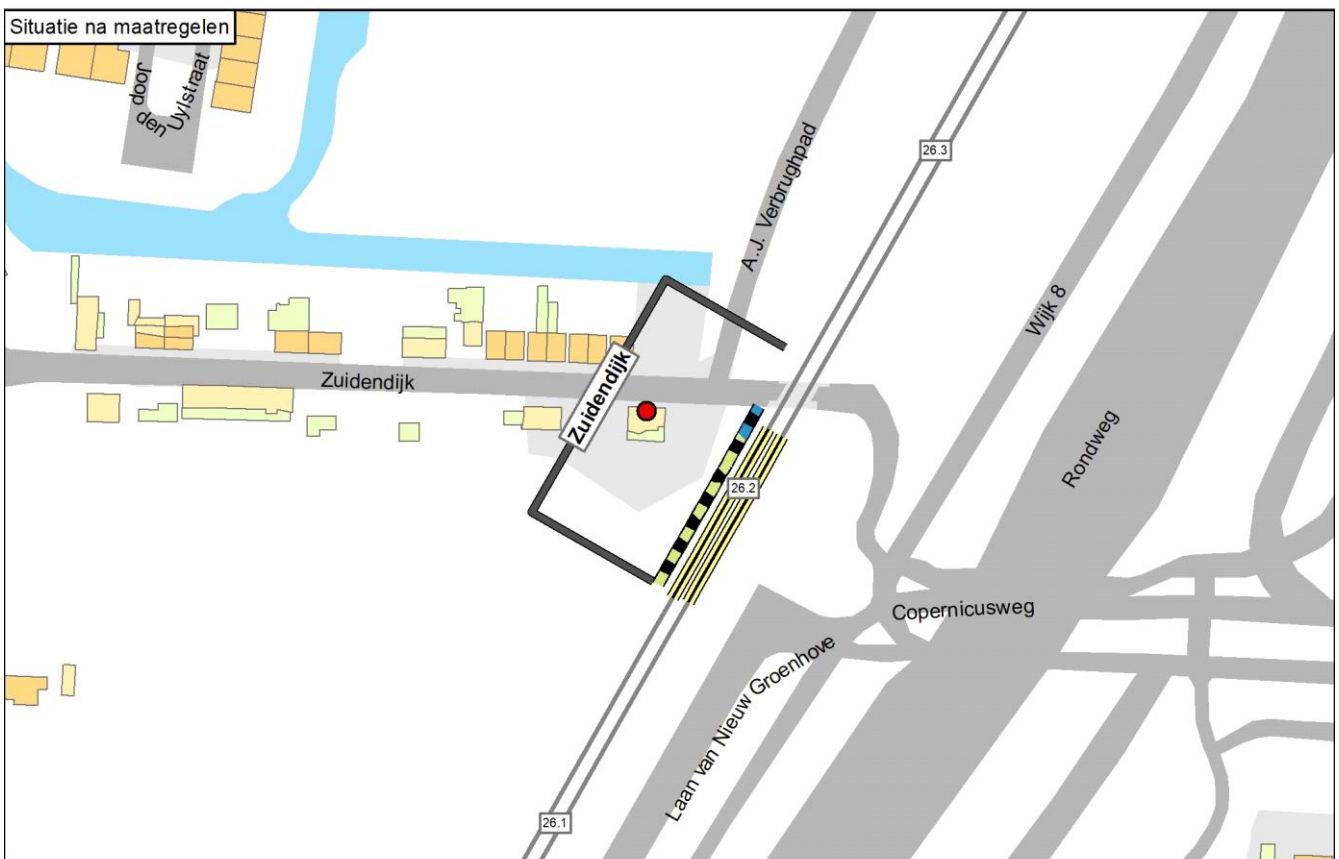 Situatie na maatregelen
Joop
den
Uylstraat
A.J. Verbrughpad
26.3
Wijk 8
Rondweg
Zuidendijk
Zuidendijk
26.2
Copernicusweg
Laan van Nieuw Groenhove
26.1